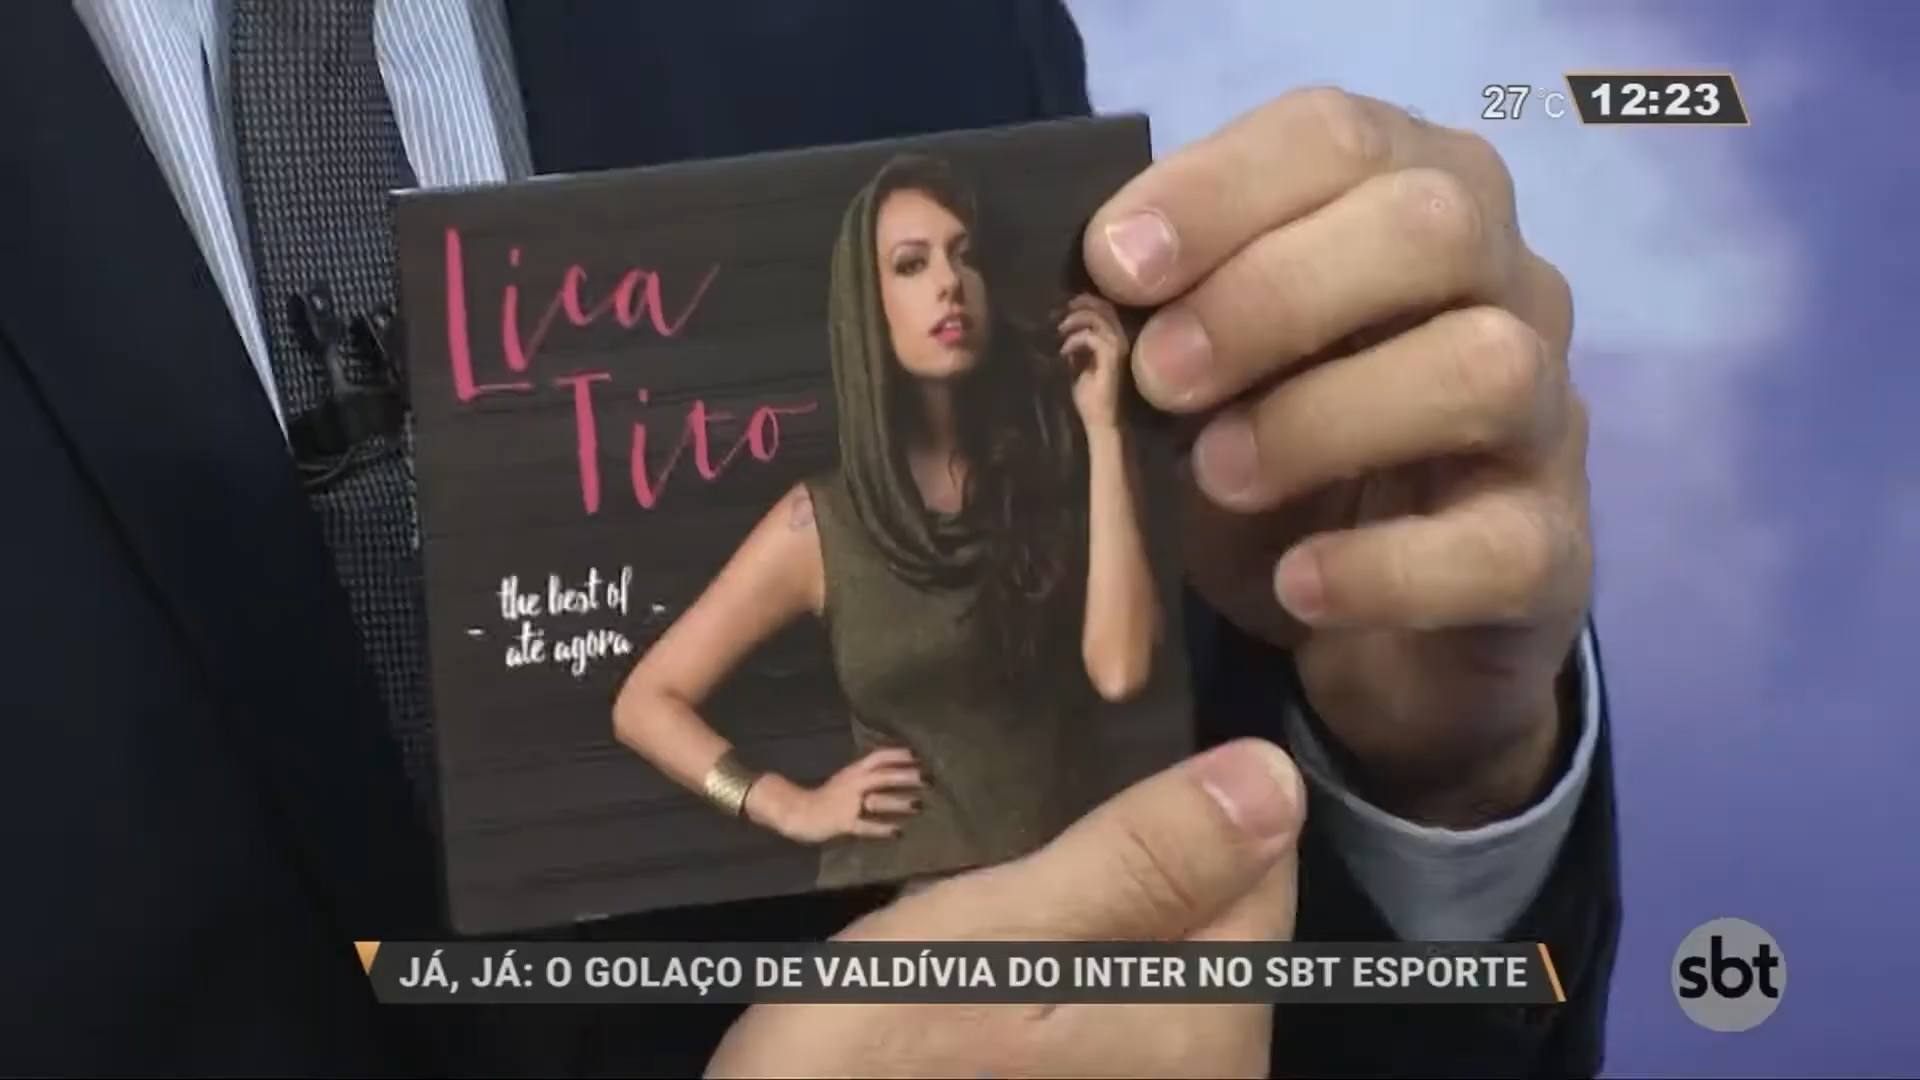 27 °C 12:23
Lica
Tito
the best of
- até agora -
JÁ, JÁ: O GOLAÇO DE VALDÍVIA DO INTER NO SBT ESPORTE
sbt